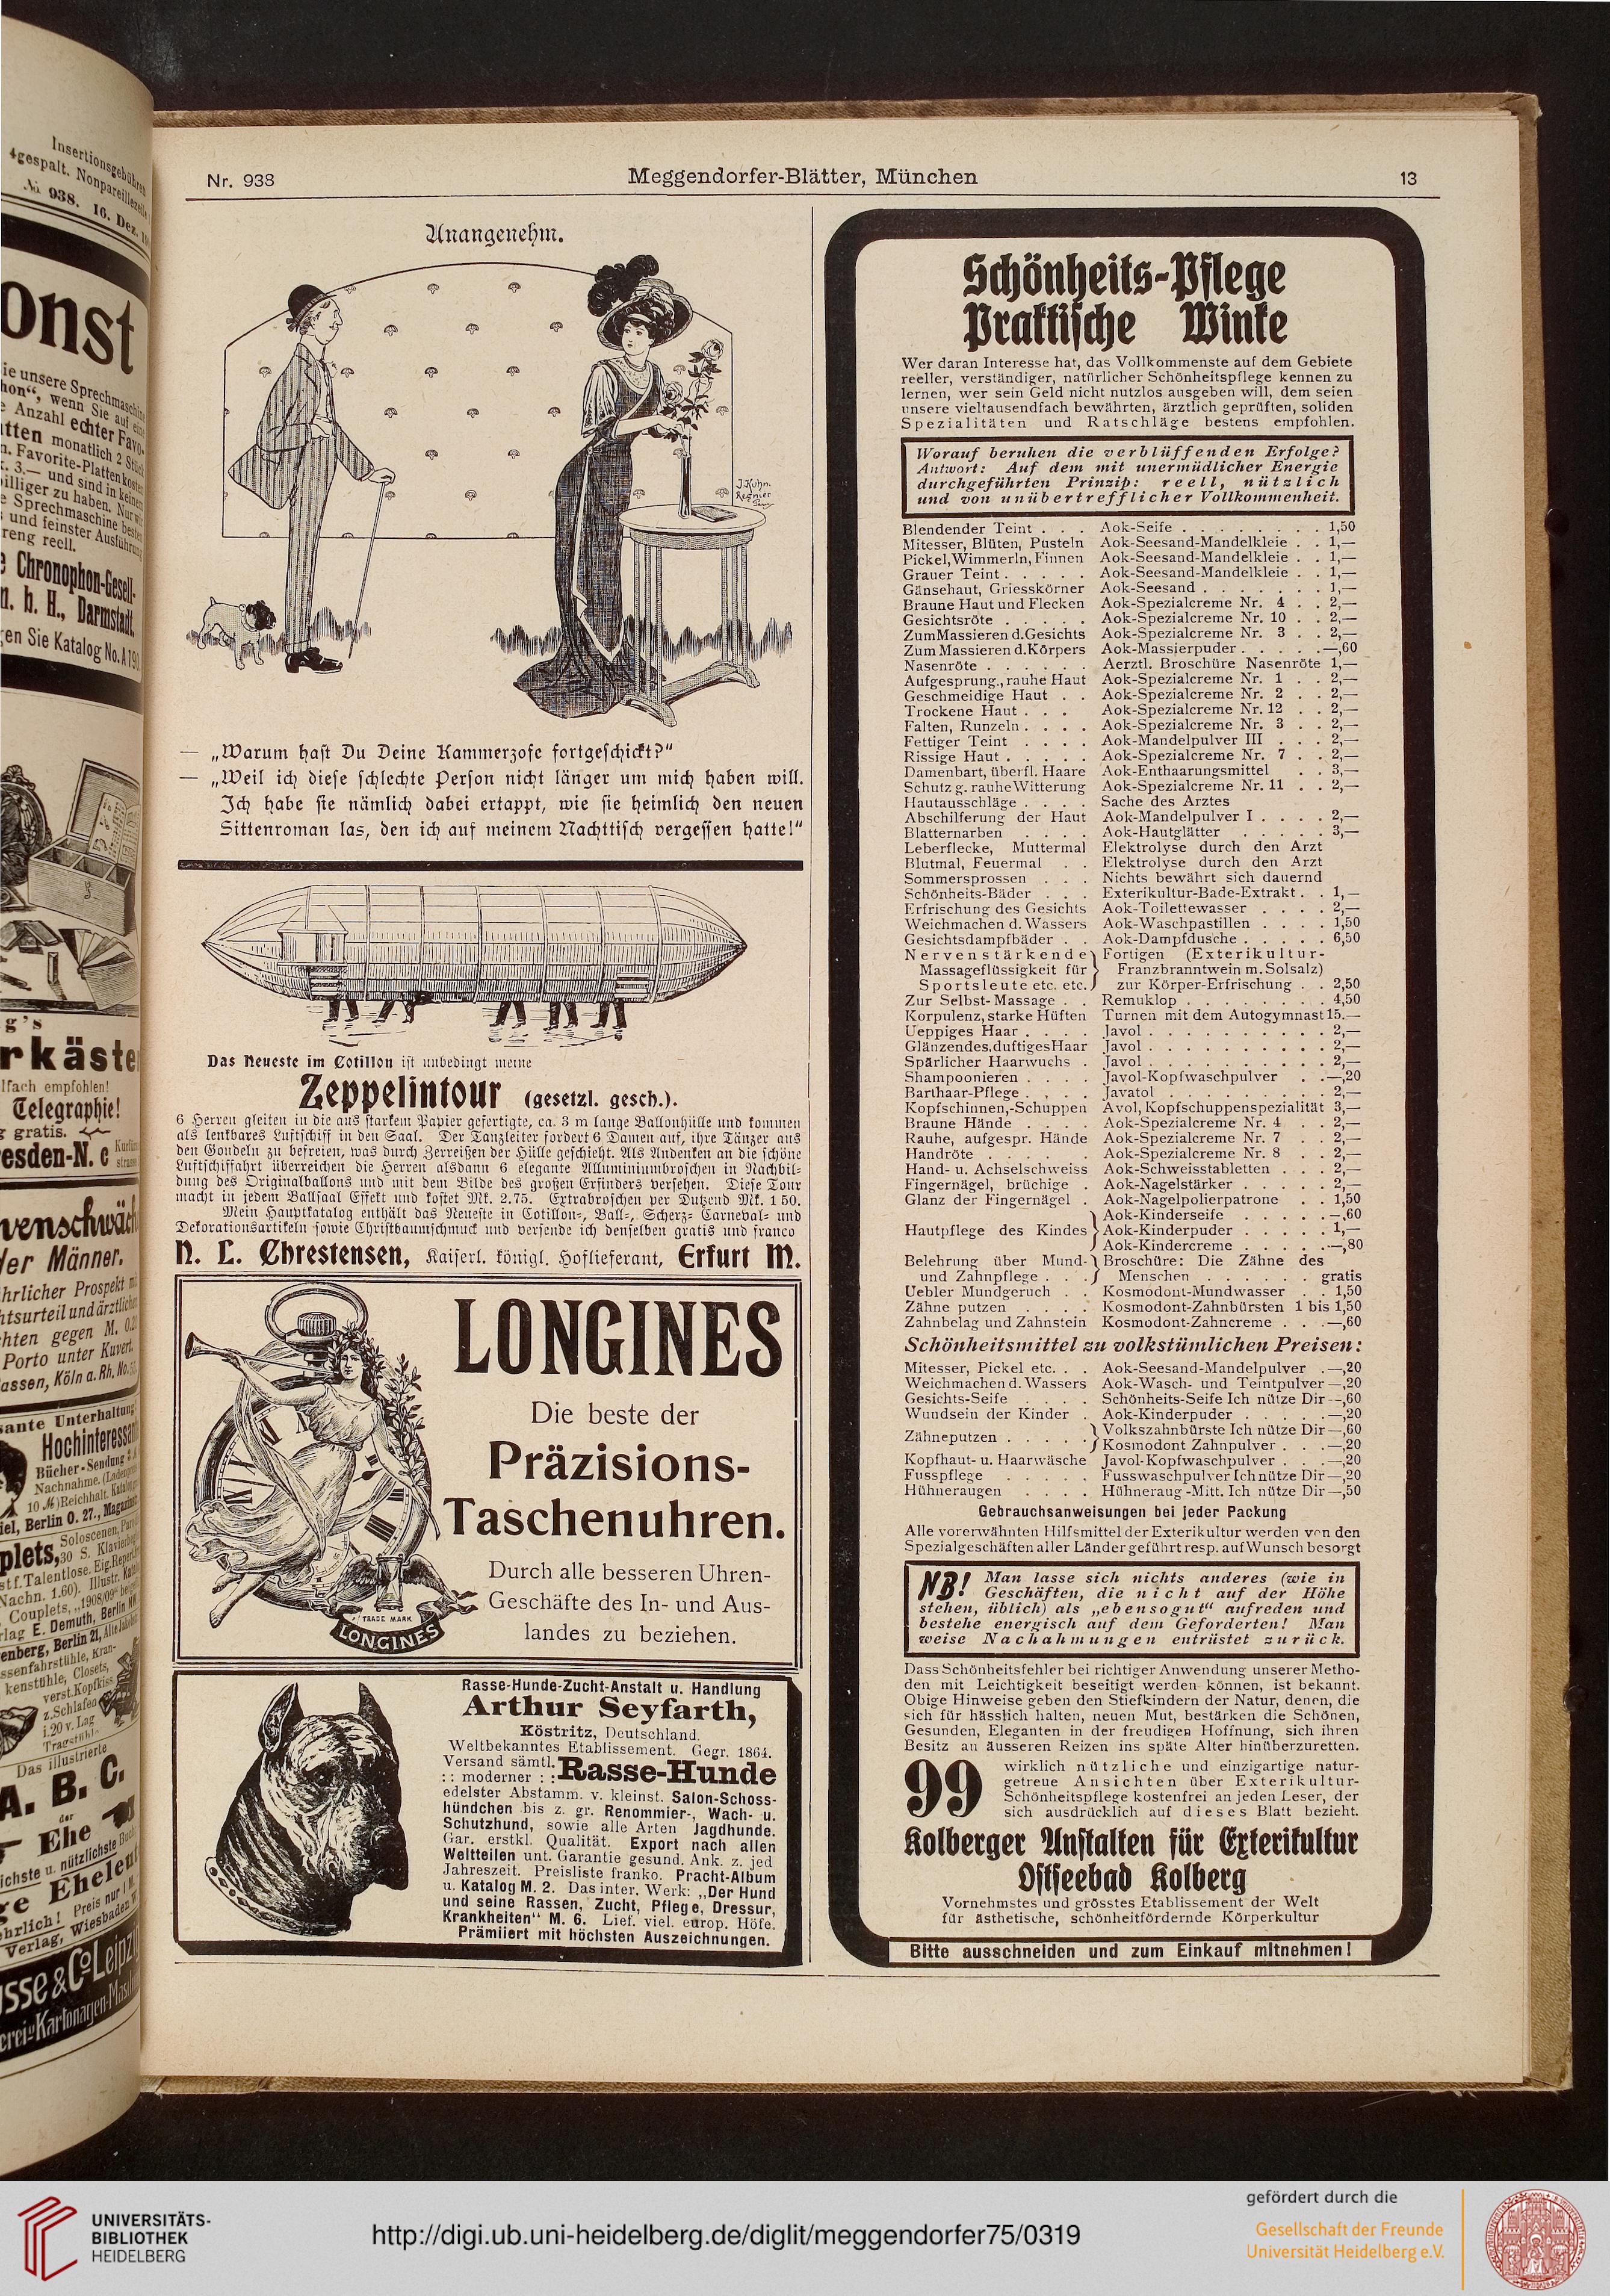 Insertionsgebühren
4gespalt. Nonpareillezeile
№ 938. 16. Dez.
onst
Chronophon-Gesell-
m. b. H., Darmstadt.
Telegraphie!
gratis.
esden-N. C
der Männer.
Hochinteressant
A. B. C.
der
Ehe
Nr. 938
Meggendorfer-Blätter, München
13
Unangenehm.
J. Kuhn-
Regnier
— „Warum hast Du Deine Kammerzofe fortgeschickt?“
— „Weil ich diese schlechte Person nicht länger um mich haben will.
Ich habe sie nämlich dabei ertappt, wie sie heimlich den neuen
Sittenroman las, den ich auf meinem Nachttisch vergessen hatte!“
Das Neueste im Cotillon ist unbedingt meine
Zeppelintour (gesetzl. gesch.).
6 Herren gleiten in die aus starkem Papier gefertigte, ca. 3 m lange Ballonhülle und kommen
als lenkbares Luftschiff in den Saal. Der Tanzleiter fordert 6 Damen auf, ihre Tänzer aus
den Gondeln zu befreien, was durch Zerreißen der Hülle geschieht. Als Andenken an die schöne
Luftschiffahrt überreichen die Herren alsdann 6 elegante Alluminiumbroschen in Nachbil-
dung des Originalballons und mit dem Bilde des großen Erfinders versehen. Diese Tour
macht in jedem Ballsaal Effekt und kostet Mk. 2.75. Extrabroschen per Dutzend Mk. 1 50.
Mein Hauptkatalog enthält das Neueste in Cotillon-, Ball-, Scherz- Carneval- und
Dekorationsartikeln sowie Christbaumschmuck und versende ich denselben gratis und franco
N. L. Chrestensen, Kaiserl. königl. Hoflieferant, Erfurt M.
LONGINES
Die beste der
Präzisions-
Taschenuhren.
Durch alle besseren Uhren-
Geschäfte des In- und Aus-
landes zu beziehen.
TRADE MARK
LONGINES
Rasse-Hunde-Zucht-Anstalt u. Handlung
Arthur Seyfarth,
Köstritz, Deutschland.
Weltbekanntes Etablissement. Gegr. 1864.
Versand sämtl.
:: moderner :: Rasse-Hunde
edelster Abstamm. v. kleinst. Salon-Schoss-
hündchen bis z. gr. Renommier-, Wach- u.
Schutzhund, sowie alle Arten Jagdhunde.
Gar. erstkl. Qualität. Export nach allen
Weltteilen unt. Garantie gesund. Ank. z. jed
Jahreszeit. Preisliste franko. Pracht-Album
u. Katalog M. 2. Das inter. Werk: „Der Hund
und seine Rassen, Zucht, Pflege, Dressur,
Krankheiten“ M. 6. Lief. viel. europ. Höfe.
Prämiiert mit höchsten Auszeichnungen.
Schönheits-Pflege
Praktische Winke
Wer daran Interesse hat, das Vollkommenste auf dem Gebiete
reeller, verständiger, natürlicher Schönheitspflege kennen zu
lernen, wer sein Geld nicht nutzlos ausgeben will, dem seien
unsere vieltausendfach bewährten, ärztlich geprüften, soliden
Spezialitäten und Ratschläge bestens empfohlen.
Worauf beruhen die verblüffenden Erfolge?
Antwort: Auf dem mit unermüdlicher Energie
durchgeführten Prinzip: reell, nützlich
und von unübertrefflicher Vollkommenheit.
Blendender Teint . . . Aok-Seife . . . . . . . . 1,50
Mitesser, Blüten, Pusteln Aok-Seesand-Mandelkleie . . 1,—
Pickel, Wimmerln, Finnen Aok-Seesand-Mandelkleie . . 1,—
Grauer Teint . . . . . Aok-Seesand-Mandelkleie . . 1,—
Gänsehaut, Griesskörner Aok-Seesand . . . . . . . 1,—
Braune Haut und Flecken Aok-Spezialcreme Nr. 4 . . 2,—
Gesichtsröte . . . . . Aok-Spezialcreme Nr. 10 . . 2,—
Zum Massieren d. Gesichts Aok-Spezialcreme Nr. 3 . . 2,—
Zum Massieren d. Körpers Aok-Massierpuder . . . . . —,60
Nasenröte . . . . . . Aerztl. Broschüre Nasenröte 1,—
Aufgesprung., rauhe Haut Aok-Spezialcreme Nr. 1 . . 2,—
Geschmeidige Haut . . Aok-Spezialcreme Nr. 2 . . 2,—
Trockene Haut . . . Aok-Spezialcreme Nr. 12 . . 2,—
Falten, Runzeln . . . . Aok-Spezialcreme Nr. 3 . . 2,—
Fettiger Teint . . . . Aok-Mandelpulver III . . . 2,—
Rissige Haut . . . . . Aok-Spezialcreme Nr. 7 . . 2,—
Damenbart, überfl. Haare Aok-Enthaarungsmittel . . 3,—
Schutz g. rauhe Witterung Aok-Spezialcreme Nr. 11 . . 2,—
Hautausschläge . . . . Sache des Arztes
Abschilferung der Haut Aok-Mandelpulver I . . . . 2,—
Blatternarben . . . . Aok-Hautglätter . . . . . 3,—
Leberflecke, Muttermal Elektrolyse durch den Arzt
Blutmal, Feuermal . . Elektrolyse durch den Arzt
Sommersprossen . . . Nichts bewährt sich dauernd
Schönheits-Bäder . . . Exterikultur-Bade-Extrakt . . 1,—
Erfrischung des Gesichts Aok-Toilettewasser . . . . 2,—
Weichmachen d. Wassers Aok-Waschpastillen . . . . 1,50
Gesichtsdampfbäder . . Aok-Dampfdusche . . . . . 6,50
Nervenstärkende Fortigen (Exterikultur-
Massageflüssigkeit für Franzbranntwein m. Solsalz)
Sportsleute etc. etc. zur Körper-Erfrischung . . 2,50
Zur Selbst-Massage . . Remuklop . . . . . . . . 4,50
Korpulenz, starke Hüften Turnen mit dem Autogymnast 15.—
Ueppiges Haar . . . . Javol . . . . . . . . . . 2,—
Glänzendes, duftiges Haar Javol . . . . . . . . . . 2,—
Spärlicher Haarwuchs . Javol . . . . . . . . . . 2,—
Shampoonieren . . . . Javol-Kopfwaschpulver . . —,20
Barthaar-Pflege . . . . Javatol . . . . . . . . . 2,—
Kopfschinnen,-Schuppen Avol, Kopfschuppenspezialität 3,—
Braune Hände . . . . Aok-Spezialcreme Nr. 4 . . 2,—
Rauhe, aufgespr. Hände Aok-Spezialcreme Nr. 7 . . 2,—
Handröte . . . . . Aok-Spezialcreme Nr. 8 . . 2,—
Hand- u. Achselschweiss Aok-Schweisstabletten . . . 2,—
Fingernägel, brüchige . Aok-Nagelstärker . . . . . 2,—
Glanz der Fingernägel . Aok-Nagelpolierpatrone . . 1,50
Aok-Kinderseife . . . . . —,60
Hautpflege des Kindes Aok-Kinderpuder . . . . . 1,—
Aok-Kindercreme . . . . . —,80
Belehrung über Mund- Broschüre: Die Zähne des
und Zahnpflege . . . Menschen . . . . . . gratis
Uebler Mundgeruch . . Kosmodont-Mundwasser . . 1,50
Zähne putzen . . . . Kosmodont-Zahnbürsten 1 bis 1,50
Zahnbelag und Zahnstein Kosmodont-Zahncreme . . . —,60
Schönheitsmittel zu volkstümlichen Preisen:
Mitesser, Pickel etc. . Aok-Seesand-Mandelpulver . —,20
Weichmachen d. Wassers Aok-Wasch- und Teintpulver —,20
Gesichts-Seife . . . . Schönheits-Seife Ich nütze Dir —,60
Wundsein der Kinder . Aok-Kinderpuder . . . . . —,20
Zähneputzen . . . . . Volkszahnbürste Ich nütze Dir —,60
Kosmodont Zahnpulver . . . —,20
Kopfhaut- u. Haarwäsche Javol-Kopfwaschpulver . . . —,20
Fusspflege . . . . . Fusswaschpulver Ich nütze Dir —,20
Hühneraugen . . . . Hühneraug-Mitt. Ich nütze Dir —,50
Gebrauchsanweisungen bei jeder Packung
Alle vorerwähnten Hilfsmittel der Exterikultur werden von den
Spezialgeschäften aller Länder geführt resp. auf Wunsch besorgt
NB! Man lasse sich nichts anderes (wie in
Geschäften, die nicht auf der Höhe
stehen, üblich) als „ebensogut“ aufreden und
bestehe energisch auf dem Geforderten! Man
weise Nachahmungen entrüstet zurück.
Dass Schönheitsfehler bei richtiger Anwendung unserer Metho-
den mit Leichtigkeit beseitigt werden können, ist bekannt.
Obige Hinweise geben den Stiefkindern der Natur, denen, die
sich für hässlich halten, neuen Mut, bestärken die Schönen,
Gesunden, Eleganten in der freudigen Hoffnung, sich ihren
Besitz an äusseren Reizen ins späte Alter hinüberzuretten.
99 wirklich nützliche und einzigartige natur-
getreue Ansichten über Exterikultur-
Schönheitspflege kostenfrei an jeden Leser, der
sich ausdrücklich auf dieses Blatt bezieht.
Kolberger Anstalten für Exterikultur
Ostseebad Kolberg
Vornehmstes und grösstes Etablissement der Welt
für ästhetische, schönheitfördernde Körperkultur
Bitte ausschneiden und zum Einkauf mitnehmen!
UNIVERSITÄTS-
BIBLIOTHEK
HEIDELBERG
http://digi.ub.uni-heidelberg.de/diglit/meggendorfer75/0319
gefördert durch die
Gesellschaft der Freunde
Universität Heidelberg e.V.